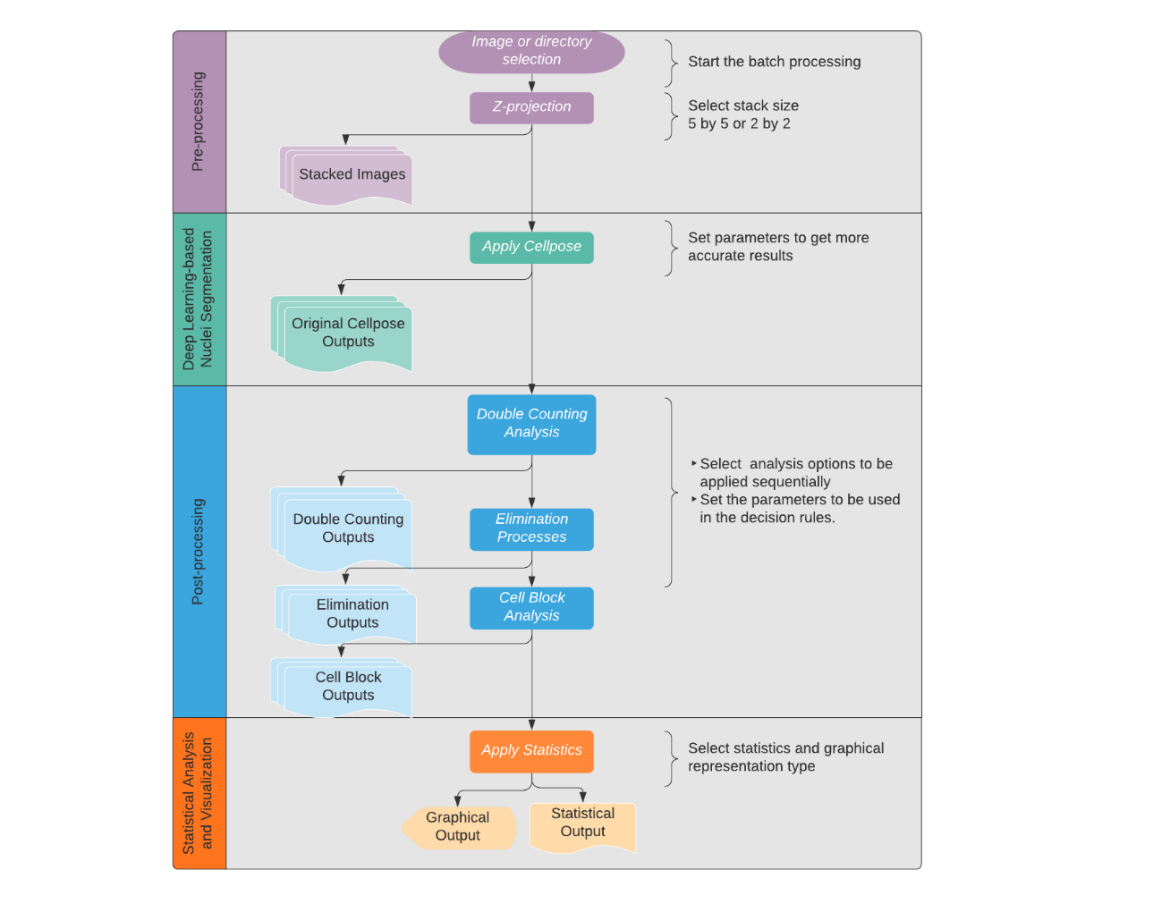 Pre-processing
Image or directory
selection
Start the batch processing
Z-projection
Select stack size
5 by 5 or 2 by 2
Stacked Images
Deep Learning-based
Nuclei Segmentation
Apply Cellpose
Set parameters to get more
accurate results
Original Cellpose
Outputs
Post-processing
Double Counting
Analysis
‣ Select analysis options to be
applied sequentially
‣ Set the parameters to be used
in the decision rules.
Double Counting
Outputs
Elimination
Processes
Elimination
Outputs
Cell Block
Analysis
Cell Block
Outputs
Statistical Analysis
and Visualization
Apply Statistics
Select statistics and graphical
representation type
Graphical
Output
Statistical
Output